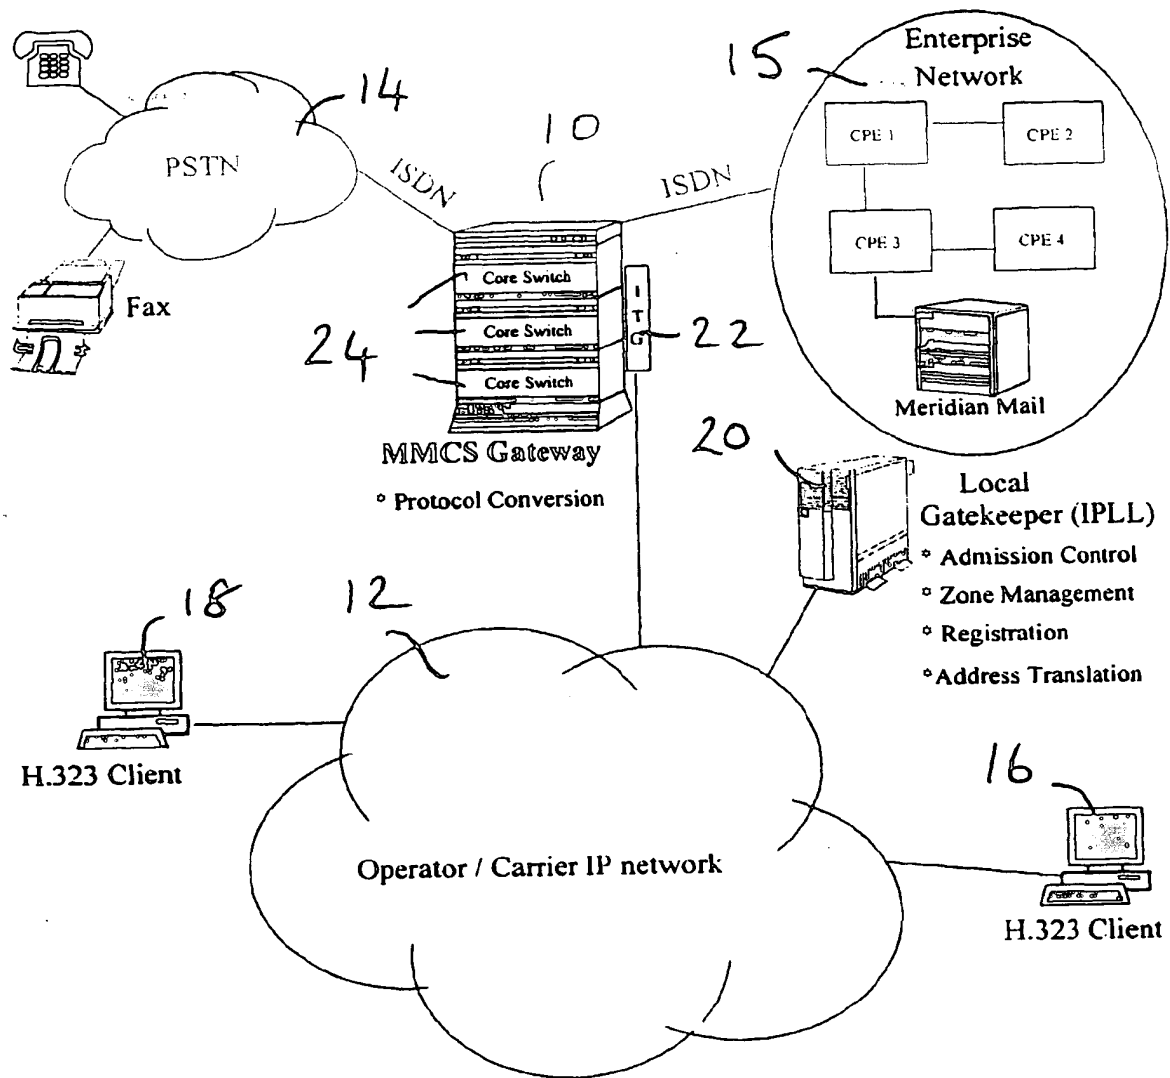 Enterprise
Network
15
14
10
CPE 1
CPE 2
PSTN
ISDN
ISDN
CPE 3
CPE 4
Core Switch
I
T
G
Fax
24
Core Switch
22
Core Switch
Meridian Mail
MMCS Gateway
20
* Protocol Conversion
Local
Gatekeeper (IPLL)
* Admission Control
* Zone Management
* Registration
* Address Translation
18
12
H.323 Client
16
Operator / Carrier IP network
H.323 Client